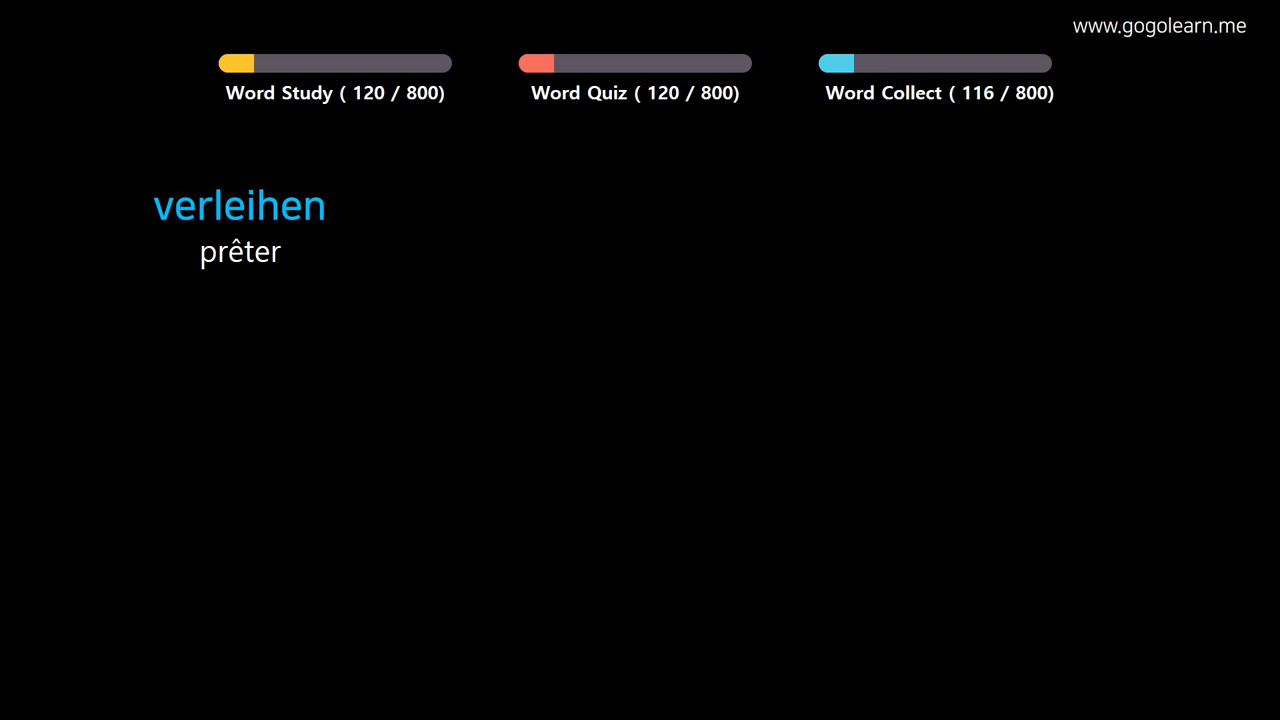 www.gogolearn.me
Word Study ( 120 / 800)
Word Quiz ( 120 / 800)
Word Collect ( 116 / 800)
verleihen
prêter